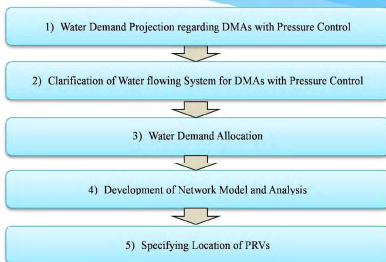 1) Water Demand Projection regarding DMAs with Pressure Control
2) Clarification of Water flowing System for DMAs with Pressure Control
3) Water Demand Allocation
4) Development of Network Model and Analysis
5) Specifying Location of PRVs